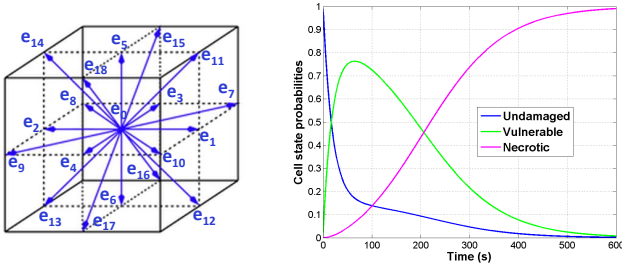 e14
e5
e15
e11
e18
e7
e8
e0
e3
e2
e1
e9
e4
e10
e16
e6
e13
e17
e12
Cell state probabilities
1
0.9
0.8
0.7
0.6
0.5
0.4
0.3
0.2
0.1
0
Undamaged
Vulnerable
Necrotic
0 100 200 300 400 500 600
Time (s)